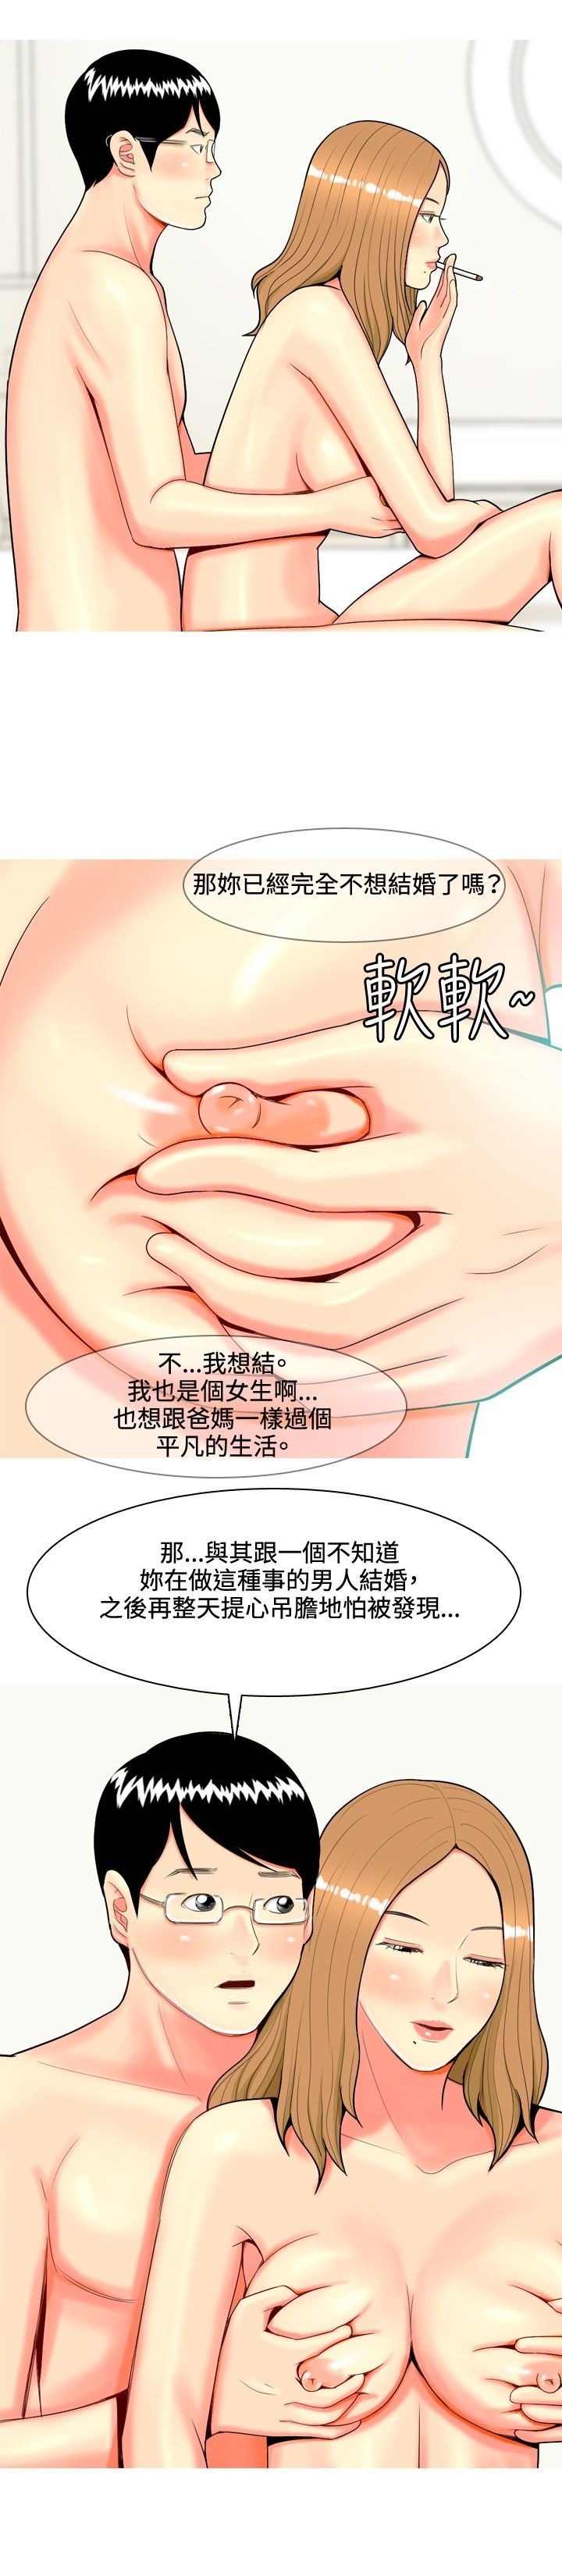 那妳已經完全不想結婚了嗎?
軟軟~
不...我想結。
我也是個女生啊...
也想跟爸媽一樣過個
平凡的生活。
那...與其跟一個不知道
妳在做這種事的男人結婚,
之後再整天提心吊膽地怕被發現...